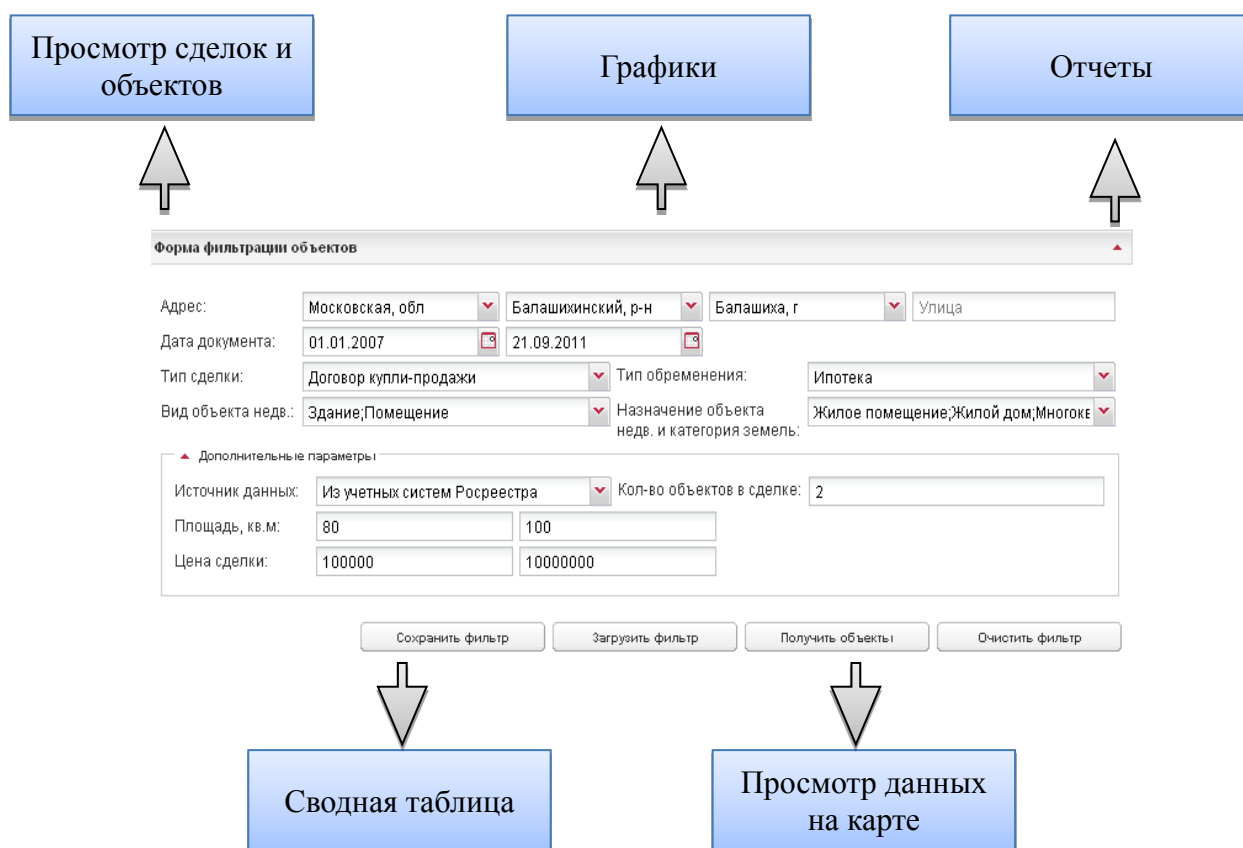 Просмотр сделок и
объектов
Графики
Отчеты
Форма фильтрации объектов
Адрес: Московская, обл Балашихинский, р-н Балашиха, г Улица
Дата документа: 01.01.2007 21.09.2011
Тип сделки: Договор купли-продажи Тип обременения: Ипотека
Вид объекта недв.: Здание;Помещение Назначение объекта
недв. и категория земель: Жилое помещение;Жилой дом;Многокв
Дополнительные параметры
Источник данных: Из учетных систем Росреестра Кол-во объектов в сделке: 2
Площадь, кв.м: 80 100
Цена сделки: 100000 10000000
Сохранить фильтр Загрузить фильтр Получить объекты Очистить фильтр
Сводная таблица
Просмотр данных
на карте